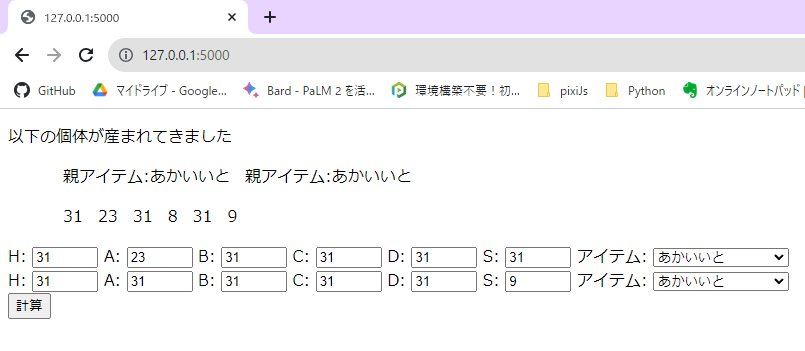 127.0.0.1:5000
127.0.0.1:5000
GitHub マイドライブ - Google... Bard - PaLM 2 を活... 環境構築不要！初... pixiJs Python オンラインノートパッド |
以下の個体が産まれてきました
親アイテム:あかいいと 親アイテム:あかいいと
31 23 31 8 31 9
H: 31 A: 23 B: 31 C: 31 D: 31 S: 31 アイテム: あかいいと
H: 31 A: 31 B: 31 C: 31 D: 31 S: 9 アイテム: あかいいと
計算